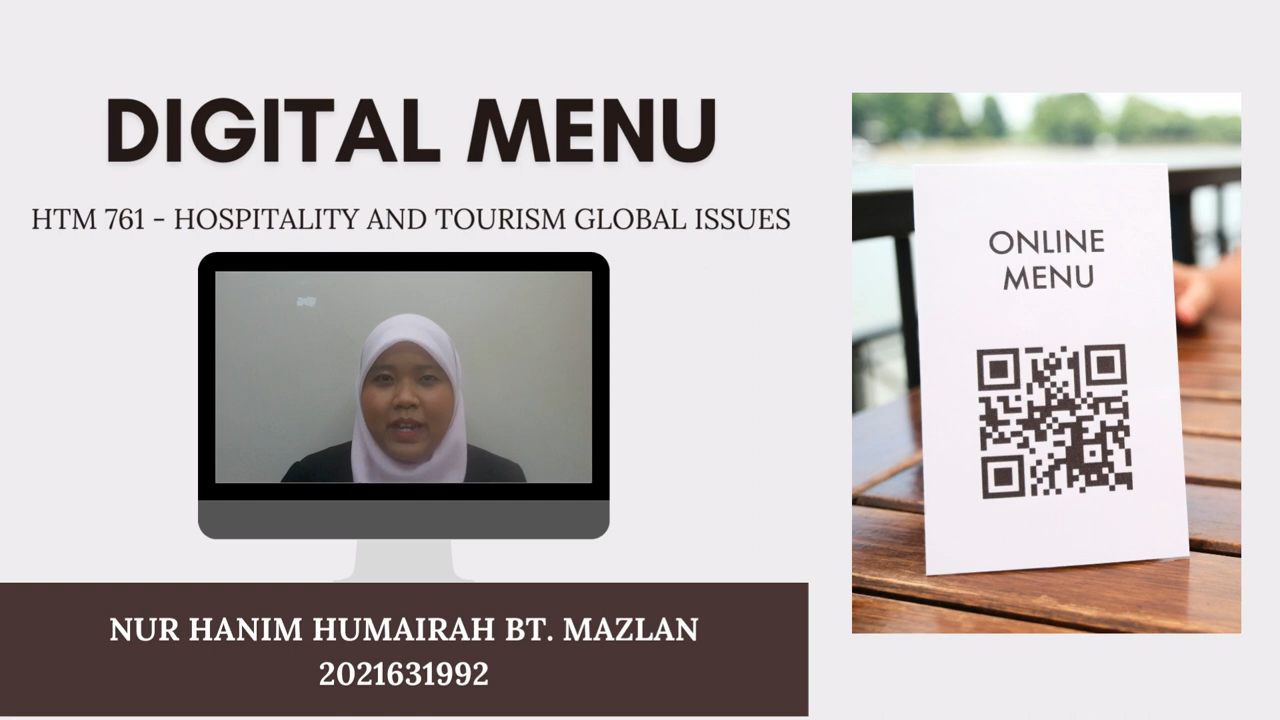 DIGITAL MENU
HTM 761 - HOSPITALITY AND TOURISM GLOBAL ISSUES
NUR HANIM HUMAIRAH BT. MAZLAN
2021631992
ONLINE
MENU